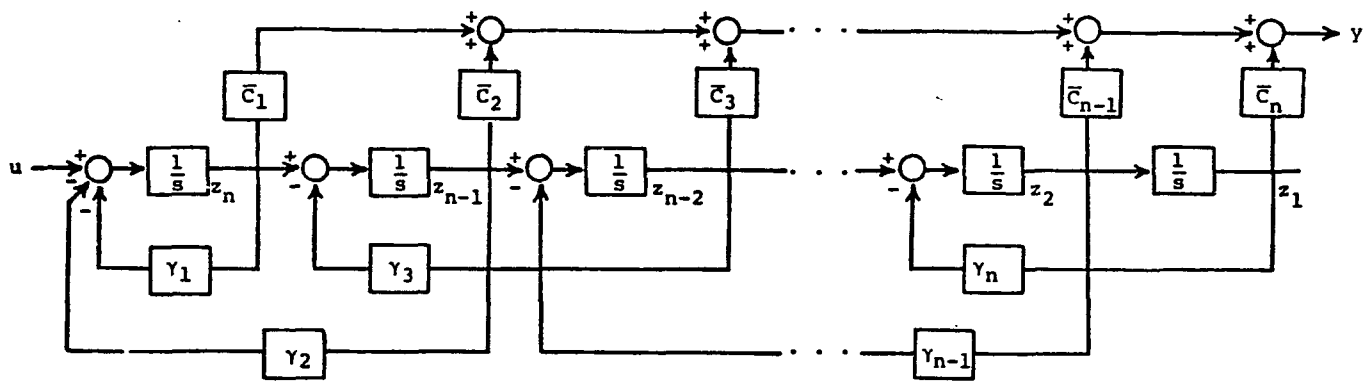 + + + + + + + + y
C̄1 C̄2 C̄3 C̄n-1 C̄n
u + - - 1/s zn + - 1/s zn-1 + - 1/s zn-2 · · · + - 1/s z2 1/s z1
γ1 γ3 γn
γ2 γn-1